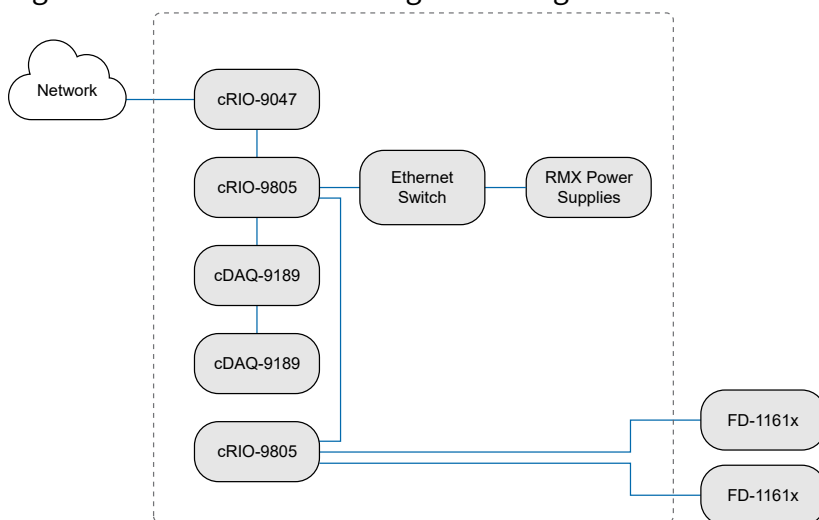 Network
cRIO-9047
cRIO-9805
Ethernet
Switch
RMX Power
Supplies
cDAQ-9189
cDAQ-9189
cRIO-9805
FD-1161x
FD-1161x